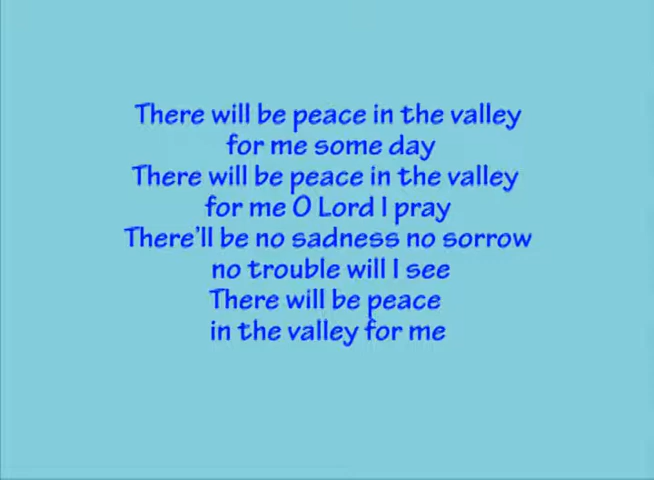 There will be peace in the valley
for me some day
There will be peace in the valley
for me O Lord I pray
There'll be no sadness no sorrow
no trouble will I see
There will be peace
in the valley for me